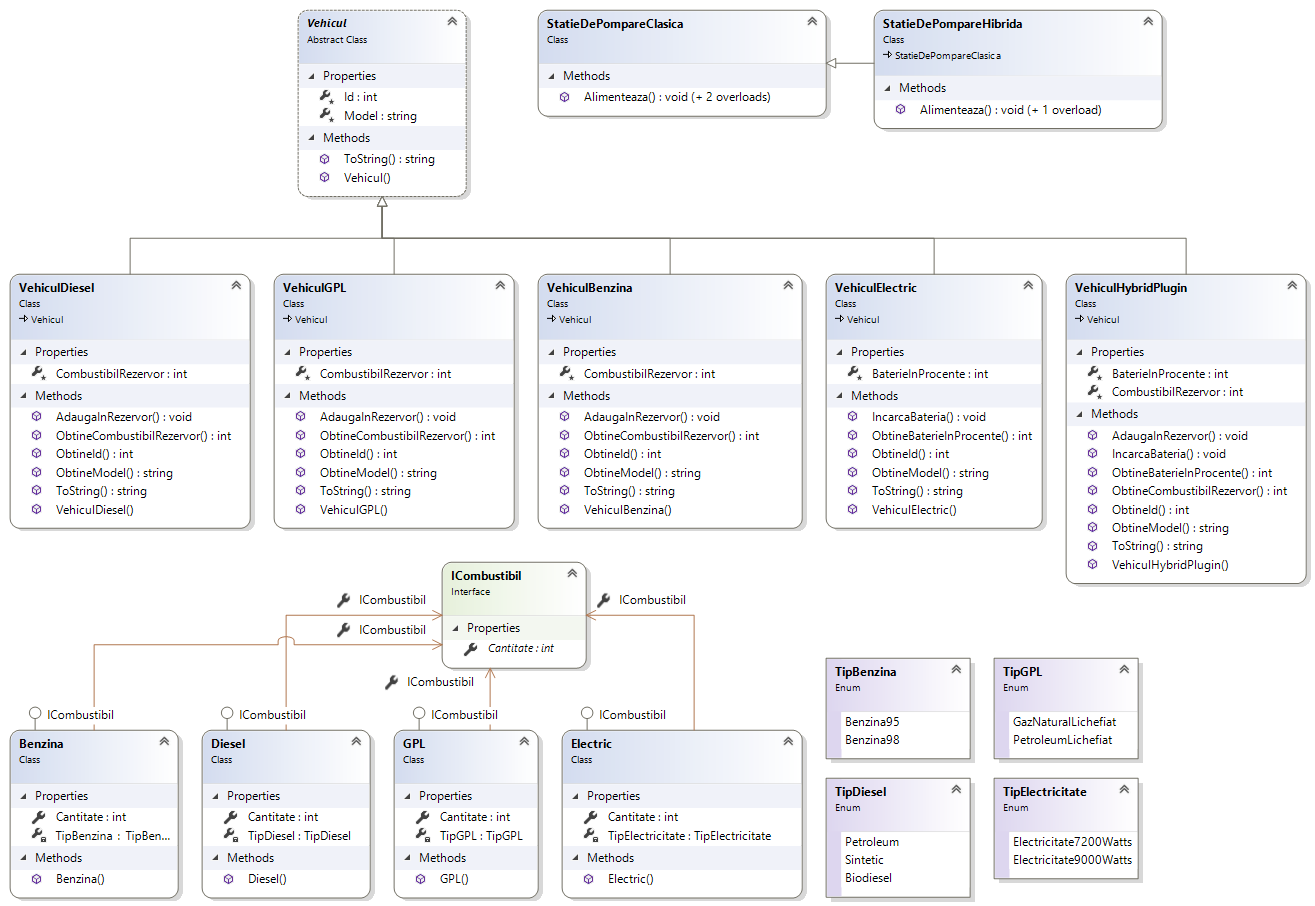 Vehicul
Abstract Class
Properties
Id : int
Model : string
Methods
ToString() : string
Vehicul()
StatieDePompareClasica
Class
Methods
Alimenteaza() : void (+ 2 overloads)
StatieDePompareHibrida
Class
StatieDePompareClasica
Methods
Alimenteaza() : void (+ 1 overload)
VehiculDiesel
Class
Vehicul
Properties
CombustibilRezervor : int
Methods
AdaugaInRezervor() : void
ObtineCombustibilRezervor() : int
ObtineId() : int
ObtineModel() : string
ToString() : string
VehiculDiesel()
VehiculGPL
Class
Vehicul
Properties
CombustibilRezervor : int
Methods
AdaugaInRezervor() : void
ObtineCombustibilRezervor() : int
ObtineId() : int
ObtineModel() : string
ToString() : string
VehiculGPL()
VehiculBenzina
Class
Vehicul
Properties
CombustibilRezervor : int
Methods
AdaugaInRezervor() : void
ObtineCombustibilRezervor() : int
ObtineId() : int
ObtineModel() : string
ToString() : string
VehiculBenzina()
VehiculElectric
Class
Vehicul
Properties
BaterieInProcente : int
Methods
IncarcaBateria() : void
ObtineBaterieInProcente() : int
ObtineId() : int
ObtineModel() : string
ToString() : string
VehiculElectric()
VehiculHybridPlugin
Class
Vehicul
Properties
BaterieInProcente : int
CombustibilRezervor : int
Methods
AdaugaInRezervor() : void
IncarcaBateria() : void
ObtineBaterieInProcente() : int
ObtineCombustibilRezervor() : int
ObtineId() : int
ObtineModel() : string
ToString() : string
VehiculHybridPlugin()
ICombustibil
Interface
Properties
Cantitate : int
ICombustibil
ICombustibil
ICombustibil
ICombustibil
ICombustibil
Benzina
Class
Properties
Cantitate : int
TipBenzina : TipBen...
Methods
Benzina()
ICombustibil
Diesel
Class
Properties
Cantitate : int
TipDiesel : TipDiesel
Methods
Diesel()
ICombustibil
GPL
Class
Properties
Cantitate : int
TipGPL : TipGPL
Methods
GPL()
ICombustibil
Electric
Class
Properties
Cantitate : int
TipElectricitate : TipElectricitate
Methods
Electric()
TipBenzina
Enum
Benzina95
Benzina98
TipGPL
Enum
GazNaturalLichefiat
PetroleumLichefiat
TipDiesel
Enum
Petroleum
Sintetic
Biodiesel
TipElectricitate
Enum
Electricitate7200Watts
Electricitate9000Watts